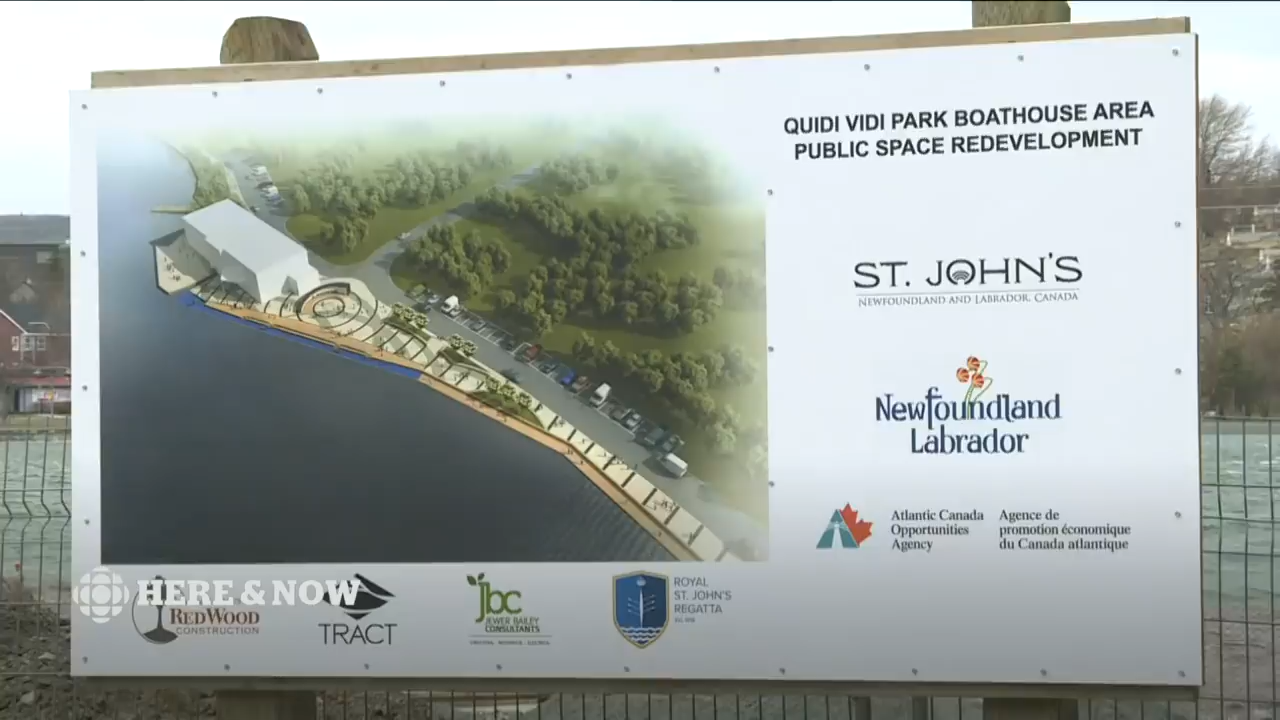 QUIDI VIDI PARK BOATHOUSE AREA
PUBLIC SPACE REDEVELOPMENT
ST. JOHN'S
NEWFOUNDLAND AND LABRADOR, CANADA
Newfoundland
Labrador
Atlantic Canada
Opportunities
Agency
Agence de
promotion économique
du Canada atlantique
HERE & NOW
REDWOOD
CONSTRUCTION
TRACT
jbc
JEWER BAILEY
CONSULTANTS
ROYAL
ST. JOHN'S
REGATTA